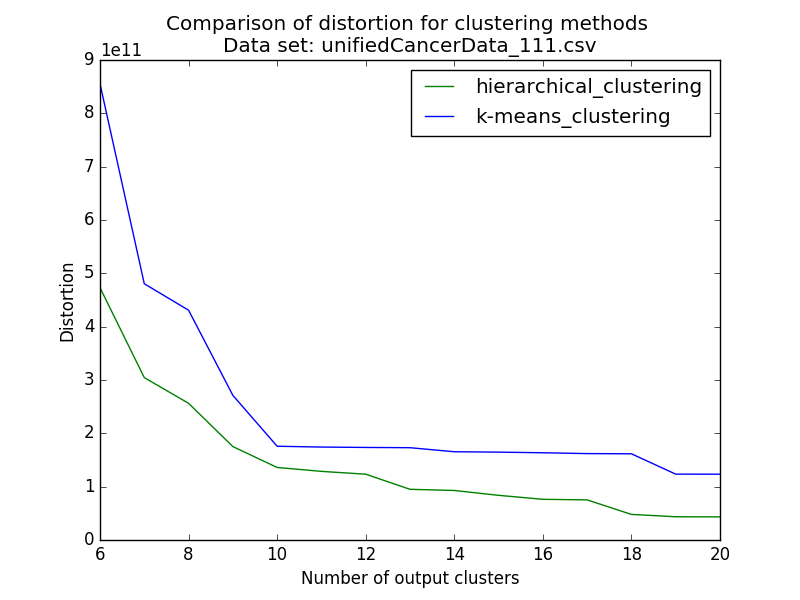 Comparison of distortion for clustering methods
Data set: unifiedCancerData_111.csv
1e11
hierarchical_clustering
k-means_clustering
9
8
7
6
5
4
3
2
1
0
Distortion
6 8 10 12 14 16 18 20
Number of output clusters